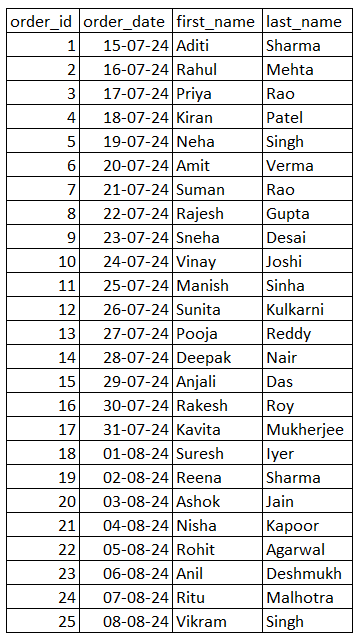 order_id order_date first_name last_name
1 15-07-24 Aditi Sharma
2 16-07-24 Rahul Mehta
3 17-07-24 Priya Rao
4 18-07-24 Kiran Patel
5 19-07-24 Neha Singh
6 20-07-24 Amit Verma
7 21-07-24 Suman Rao
8 22-07-24 Rajesh Gupta
9 23-07-24 Sneha Desai
10 24-07-24 Vinay Joshi
11 25-07-24 Manish Sinha
12 26-07-24 Sunita Kulkarni
13 27-07-24 Pooja Reddy
14 28-07-24 Deepak Nair
15 29-07-24 Anjali Das
16 30-07-24 Rakesh Roy
17 31-07-24 Kavita Mukherjee
18 01-08-24 Suresh Iyer
19 02-08-24 Reena Sharma
20 03-08-24 Ashok Jain
21 04-08-24 Nisha Kapoor
22 05-08-24 Rohit Agarwal
23 06-08-24 Anil Deshmukh
24 07-08-24 Ritu Malhotra
25 08-08-24 Vikram Singh